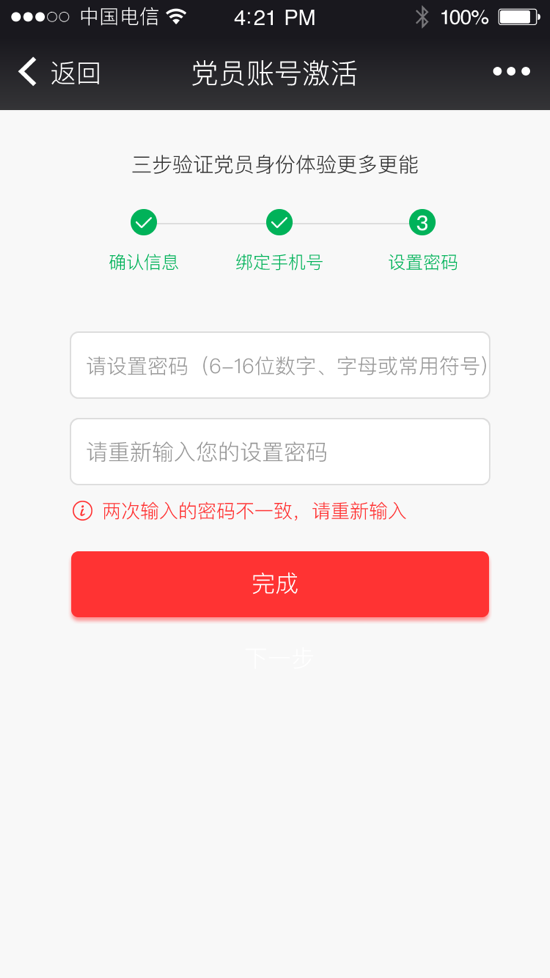 中国电信 4:21 PM 100%
返回 党员账号激活
三步验证党员身份体验更多更能
3
确认信息 绑定手机号 设置密码
请设置密码（6-16位数字、字母或常用符号）
请重新输入您的设置密码
两次输入的密码不一致，请重新输入
完成
下一步